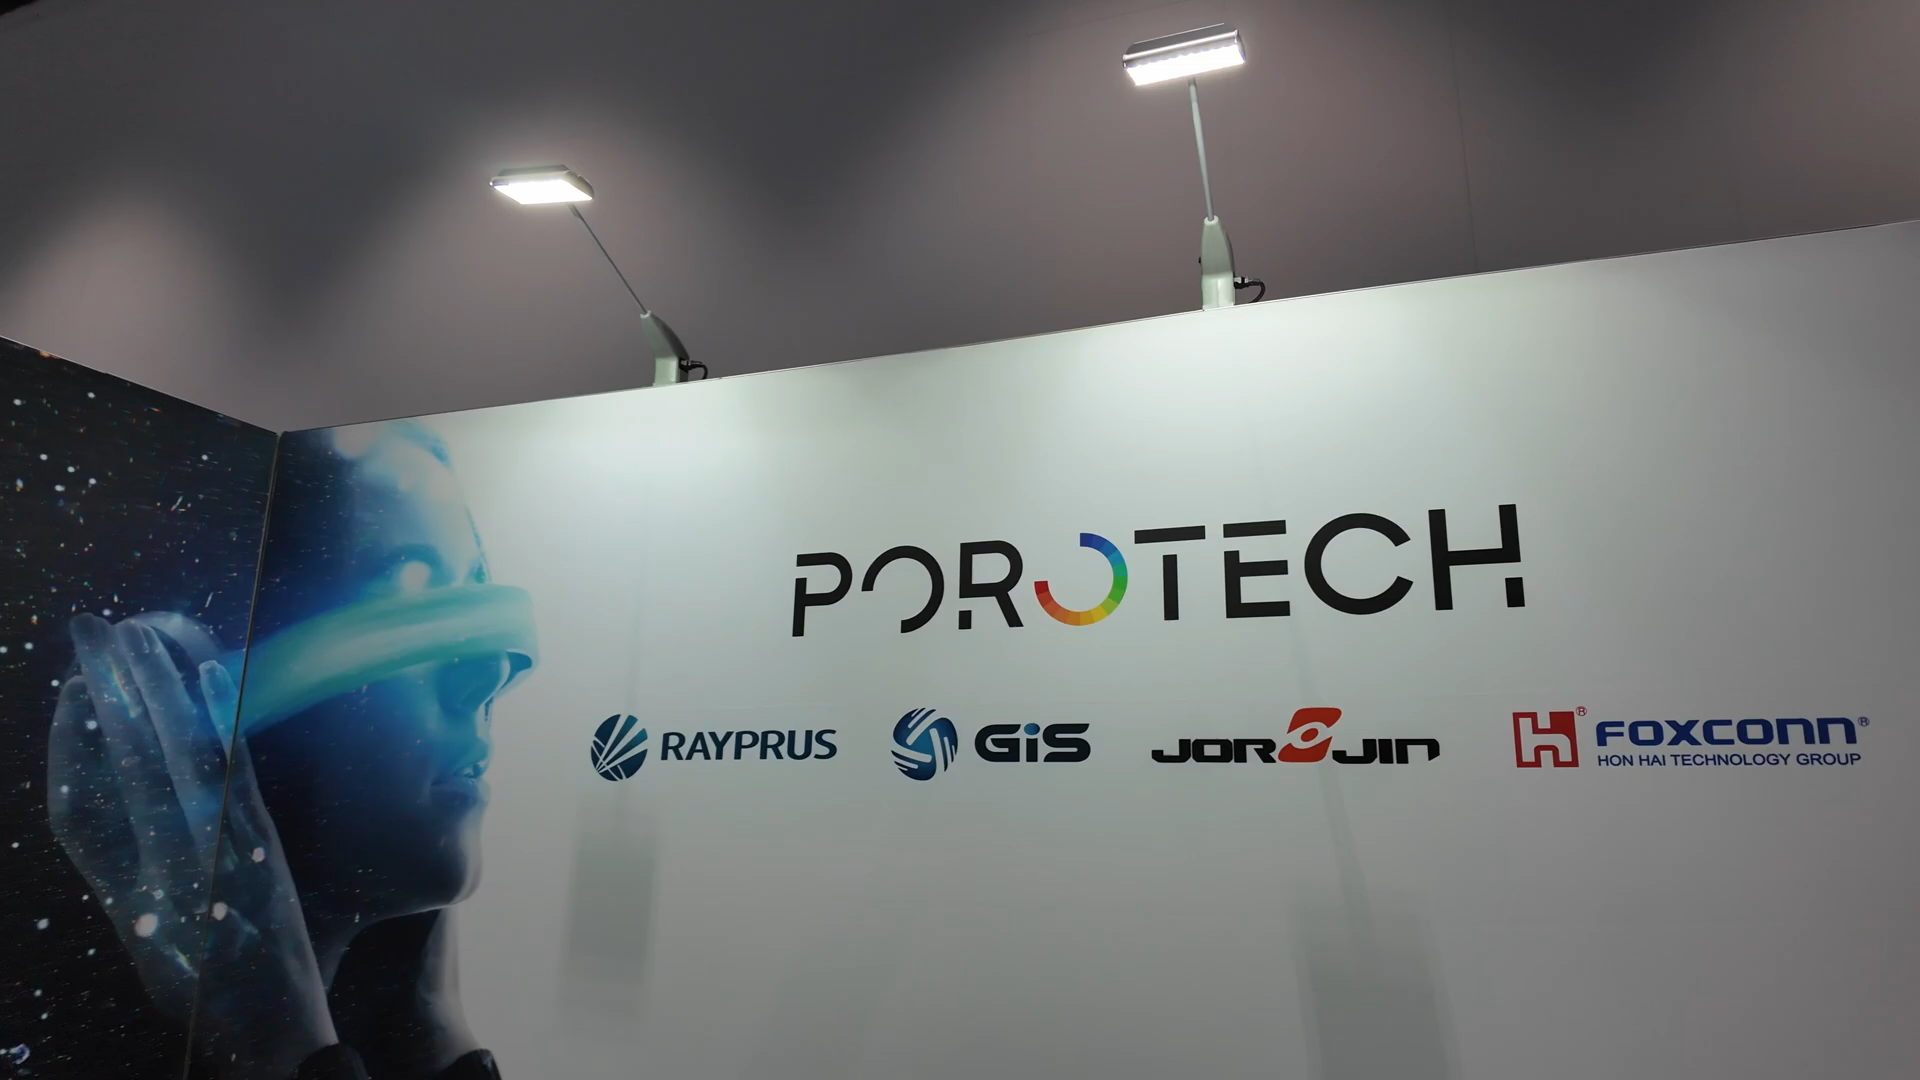 POROTECH
RAYPRUS
GiS
JORJIN
FOXCONN®
HON HAI TECHNOLOGY GROUP